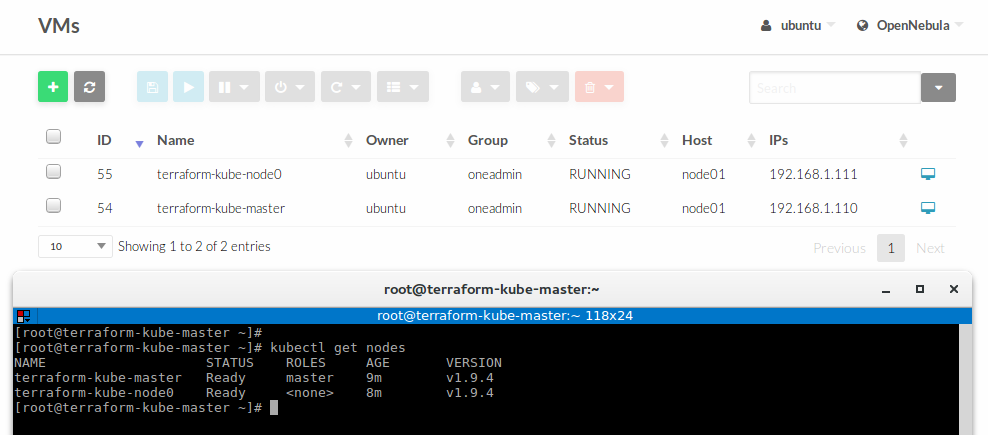 VMs ubuntu OpenNebula
Search
ID Name Owner Group Status Host IPs
55 terraform-kube-node0 ubuntu oneadmin RUNNING node01 192.168.1.111
54 terraform-kube-master ubuntu oneadmin RUNNING node01 192.168.1.110
10 Showing 1 to 2 of 2 entries Previous 1 Next
root@terraform-kube-master:~
root@terraform-kube-master:~ 118x24
[root@terraform-kube-master ~]#
[root@terraform-kube-master ~]# kubectl get nodes
NAME STATUS ROLES AGE VERSION
terraform-kube-master Ready master 9m v1.9.4
terraform-kube-node0 Ready <none> 8m v1.9.4
[root@terraform-kube-master ~]#